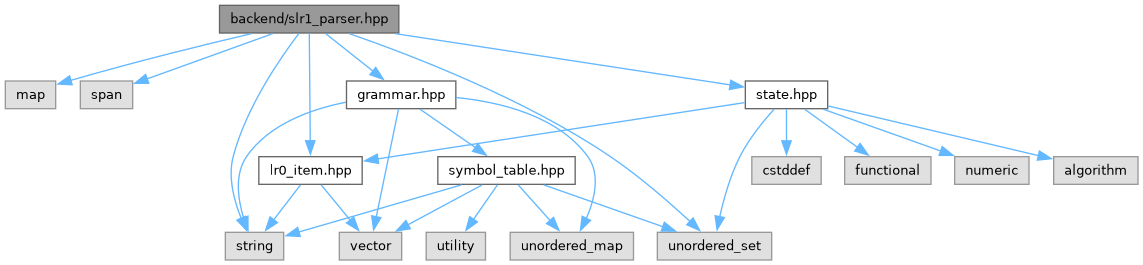 backend/slr1_parser.hpp
map
span
grammar.hpp
state.hpp
lr0_item.hpp
symbol_table.hpp
cstddef
functional
numeric
algorithm
string
vector
utility
unordered_map
unordered_set